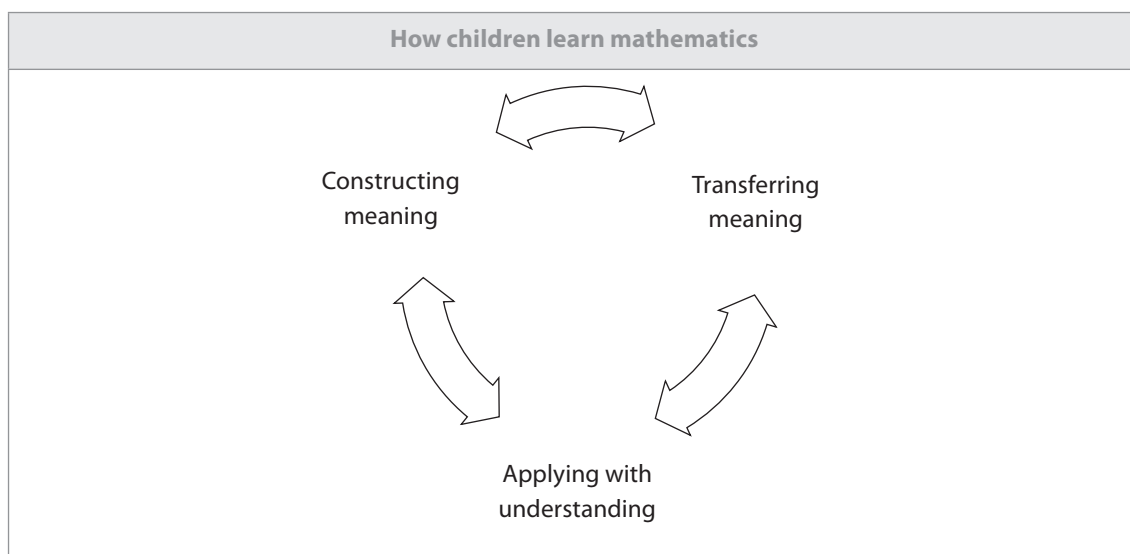 How children learn mathematics
Constructing
meaning
Transferring
meaning
Applying with
understanding